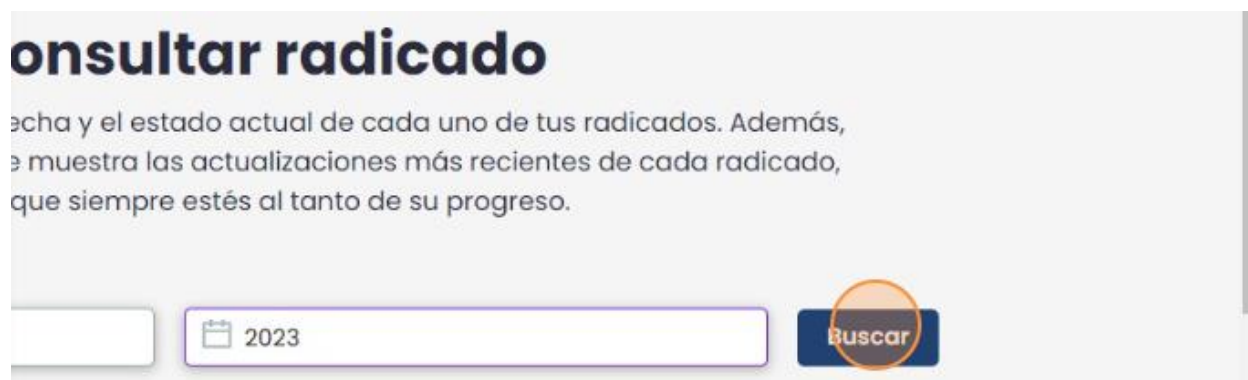 onsultar radicado
echa y el estado actual de cada uno de tus radicados. Además,
e muestra las actualizaciones más recientes de cada radicado,
que siempre estés al tanto de su progreso.
2023
Buscar